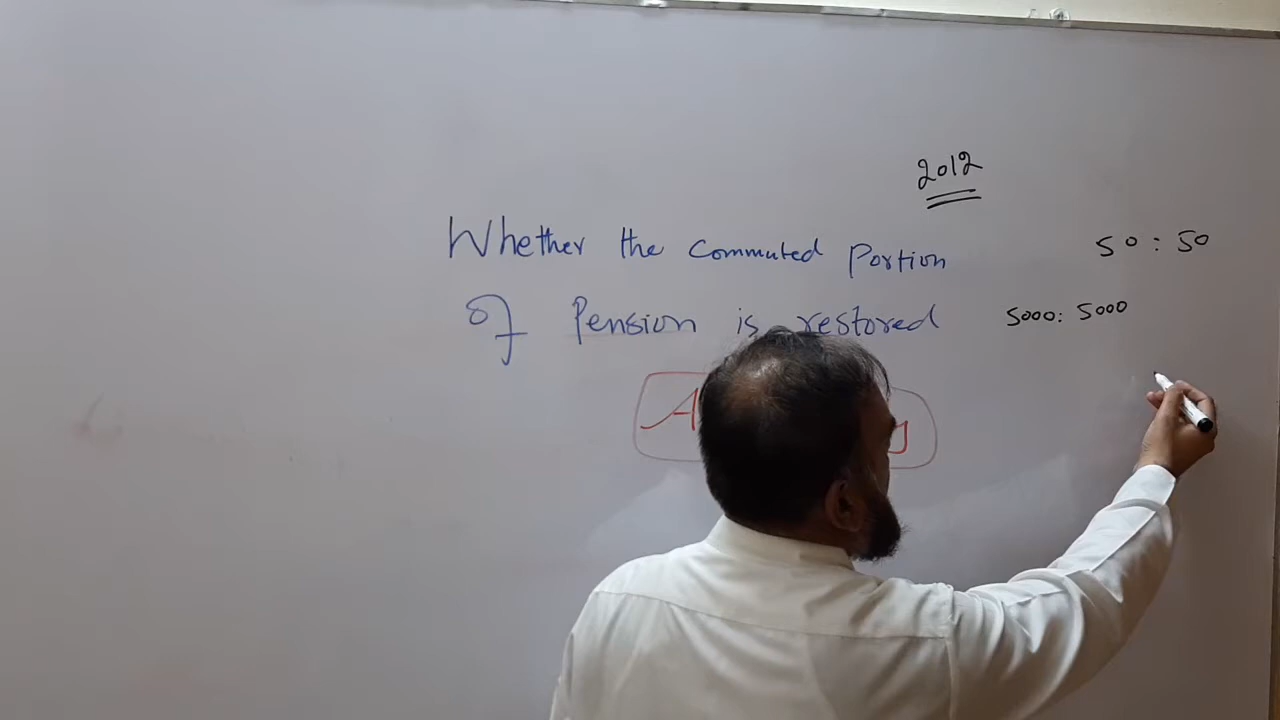 2012
Whether the commuted Portion
50 : 50
of Pension is restored
5000: 5000